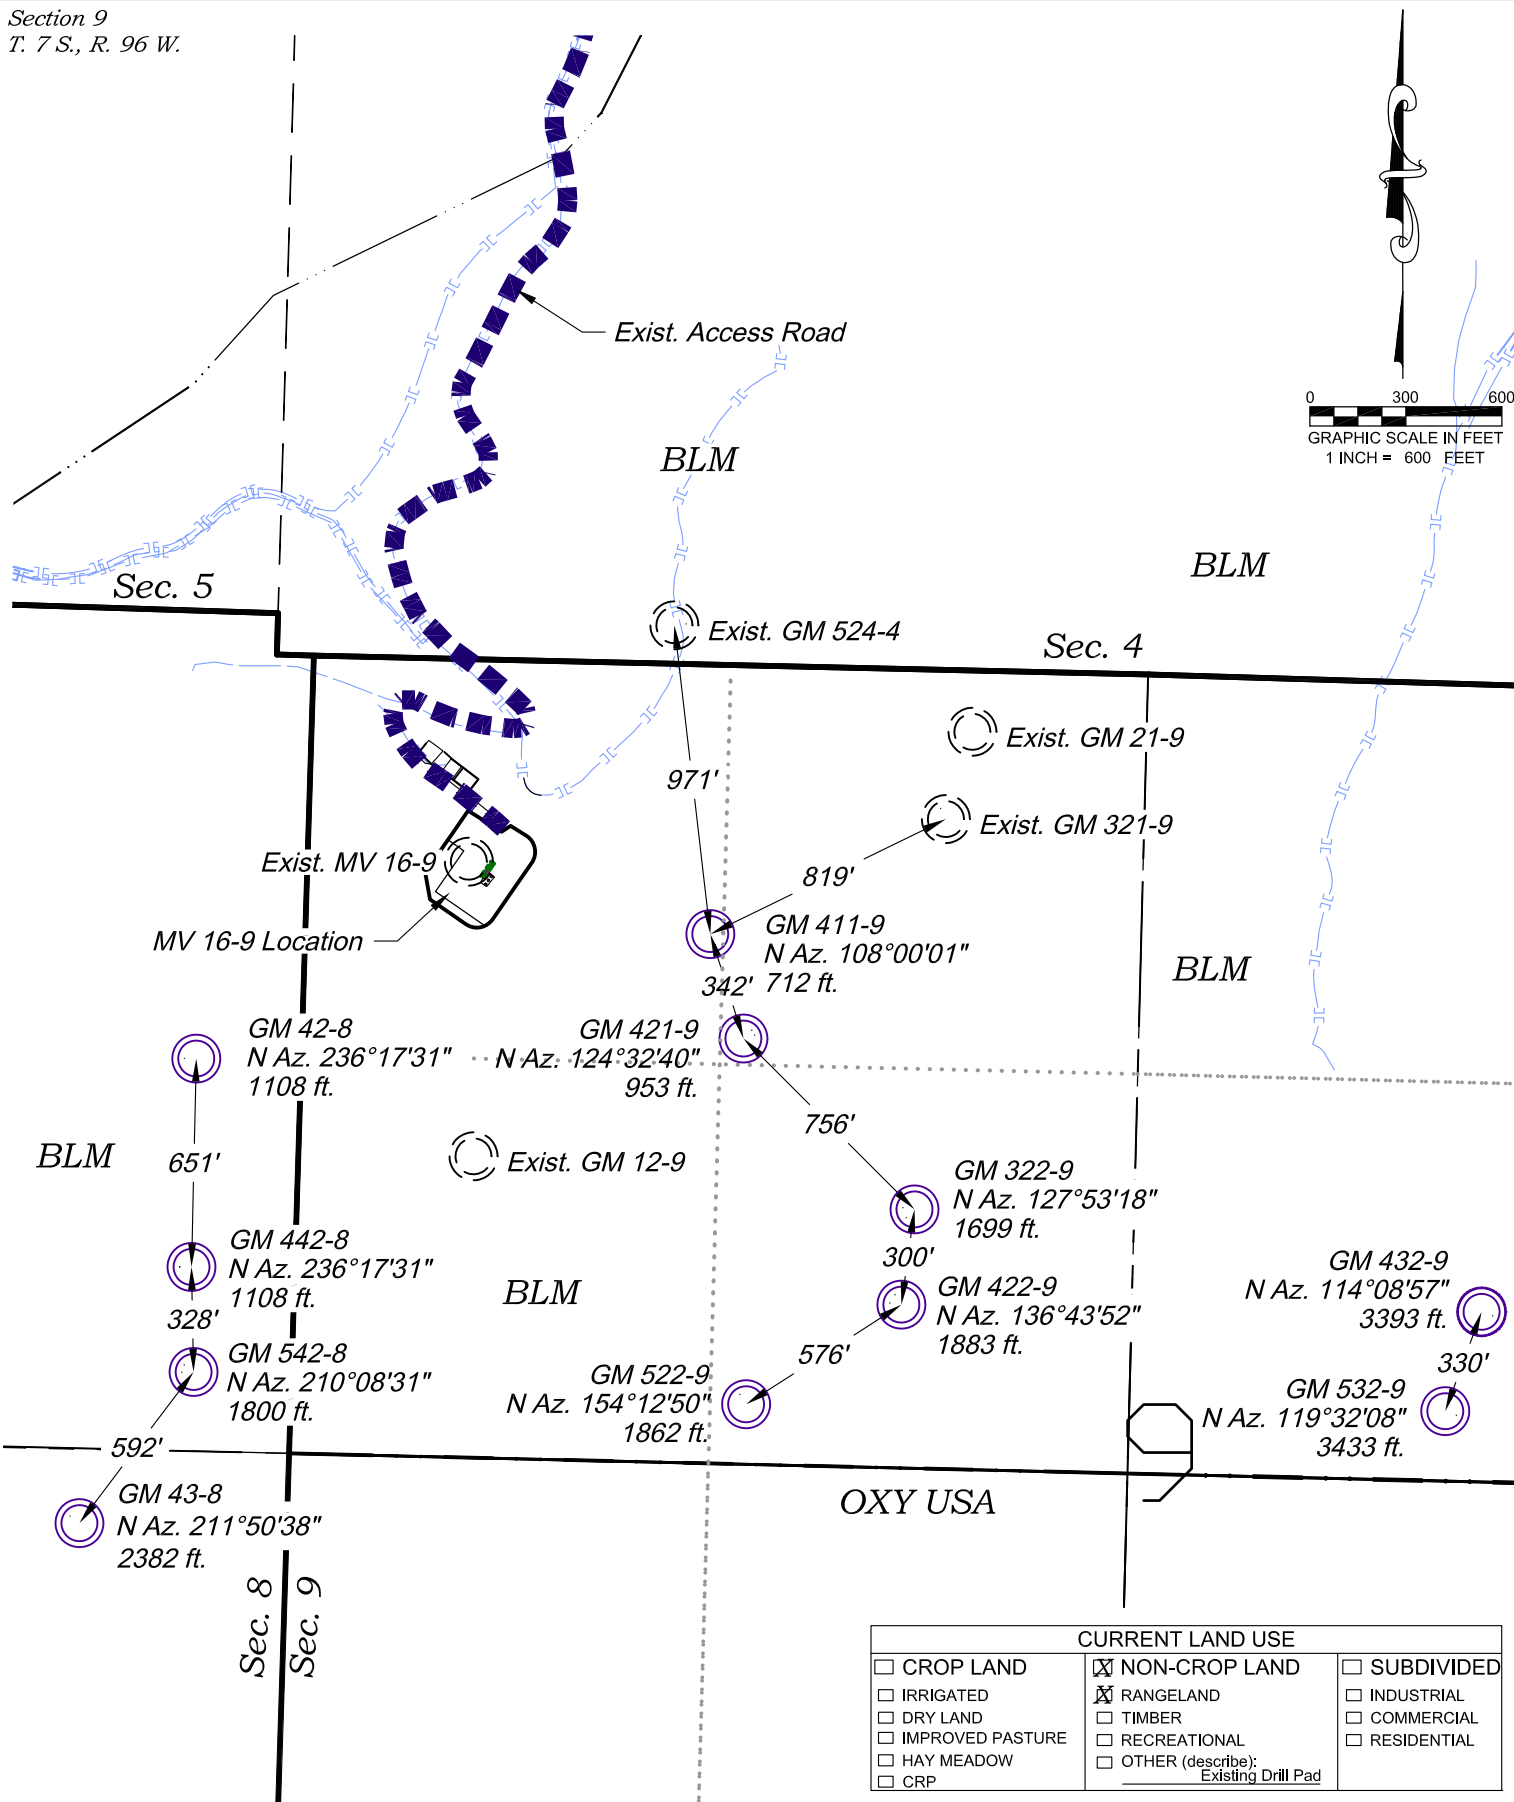 Section 9
T. 7 S., R. 96 W.
Exist. Access Road
0 300 600
GRAPHIC SCALE IN FEET
1 INCH = 600 FEET
BLM
BLM
Sec. 5
Exist. GM 524-4
Sec. 4
Exist. GM 21-9
971'
Exist. GM 321-9
Exist. MV 16-9
819'
MV 16-9 Location
GM 411-9
N Az. 108°00'01"
712 ft.
BLM
342'
GM 42-8
N Az. 236°17'31"
1108 ft.
GM 421-9
N Az. 124°32'40"
953 ft.
756'
BLM
651'
Exist. GM 12-9
GM 322-9
N Az. 127°53'18"
1699 ft.
GM 442-8
N Az. 236°17'31"
1108 ft.
300'
GM 432-9
N Az. 114°08'57"
3393 ft.
BLM
GM 422-9
N Az. 136°43'52"
1883 ft.
328'
GM 542-8
N Az. 210°08'31"
1800 ft.
576'
330'
GM 522-9
N Az. 154°12'50"
1862 ft.
GM 532-9
N Az. 119°32'08"
3433 ft.
9
592'
GM 43-8
N Az. 211°50'38"
2382 ft.
OXY USA
Sec. 8
Sec. 9
CURRENT LAND USE
CROP LAND
IRRIGATED
DRY LAND
IMPROVED PASTURE
HAY MEADOW
CRP
X NON-CROP LAND
X RANGELAND
TIMBER
RECREATIONAL
OTHER (describe):
Existing Drill Pad
SUBDIVIDED
INDUSTRIAL
COMMERCIAL
RESIDENTIAL